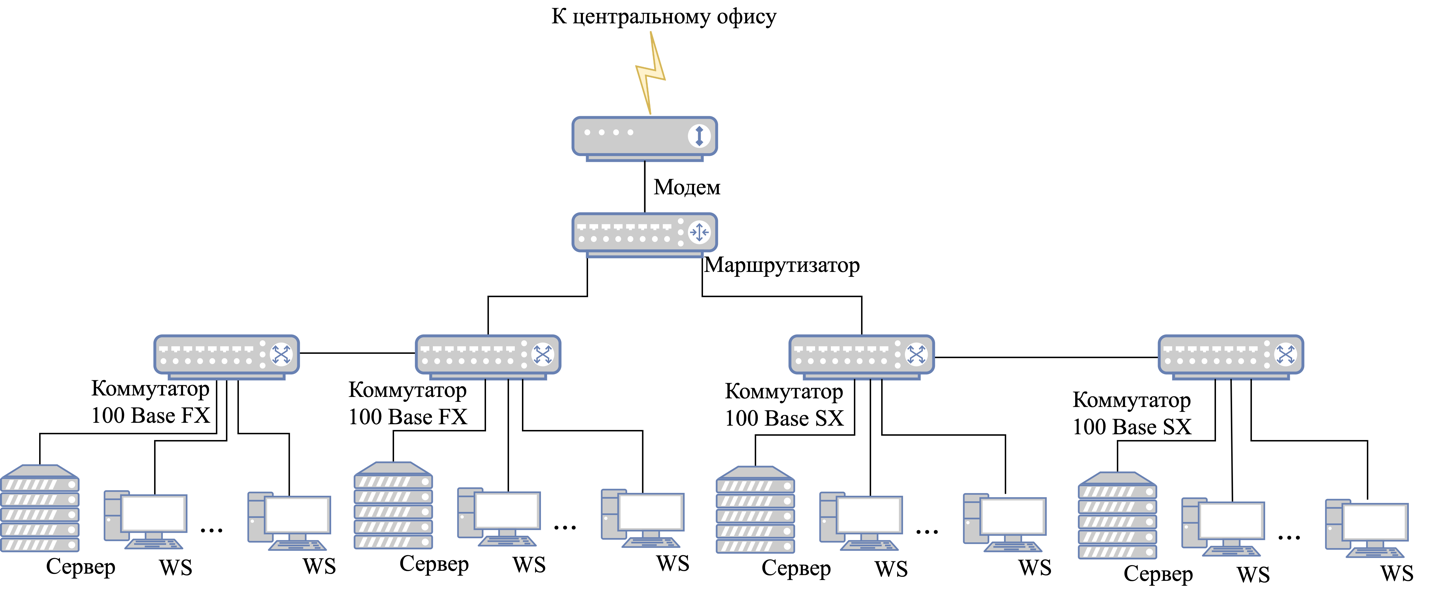 К центральному офису
Модем
Маршрутизатор
Коммутатор
100 Base FX
Коммутатор
100 Base FX
Коммутатор
100 Base SX
Коммутатор
100 Base SX
...
...
...
...
Сервер
WS
WS
Сервер
WS
WS
Сервер
WS
WS
Сервер
WS
WS